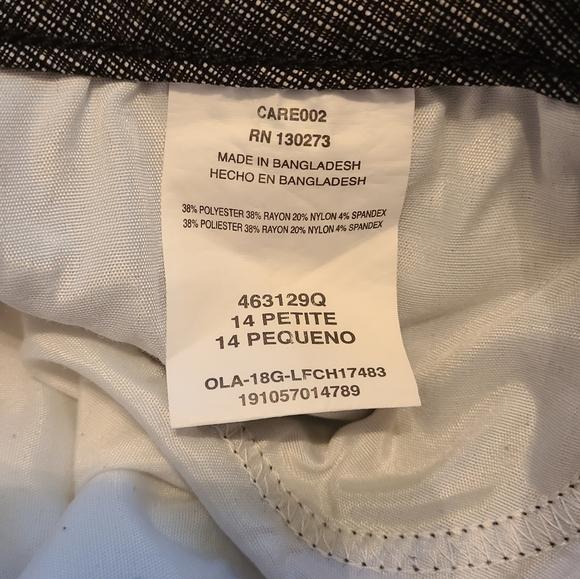 CARE002
RN 130273
MADE IN BANGLADESH
HECHO EN BANGLADESH
38% POLYESTER 38% RAYON 20% NYLON 4% SPANDEX
38% POLIESTER 38% RAYON 20% NYLON 4% SPANDEX
463129Q
14 PETITE
14 PEQUENO
OLA-18G-LFCH17483
191057014789